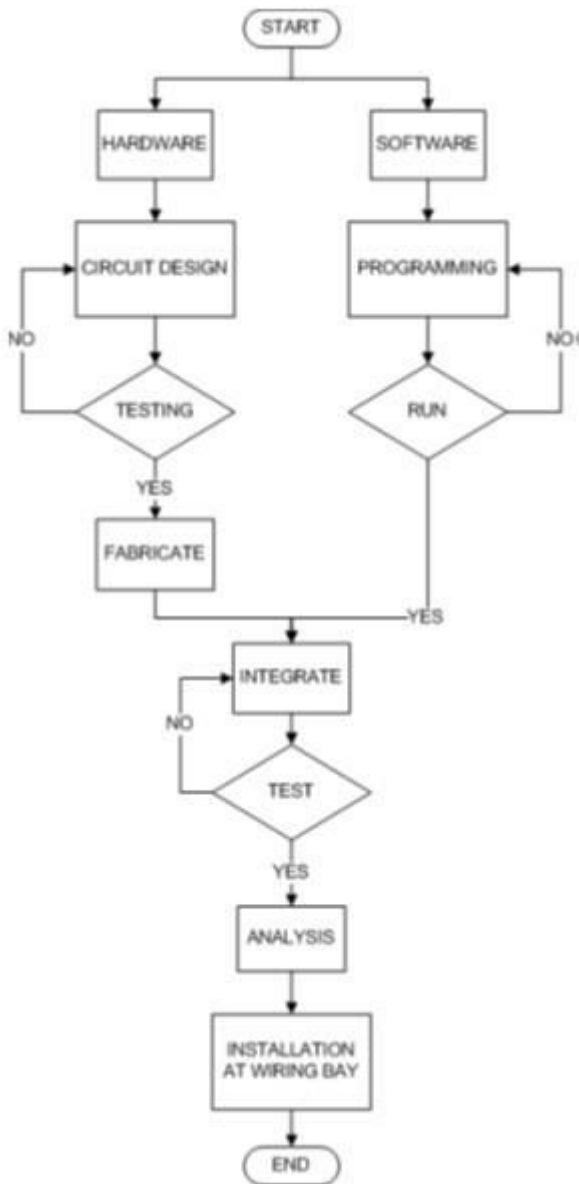 START
HARDWARE
SOFTWARE
CIRCUIT DESIGN
PROGRAMMING
NO
NO
TESTING
RUN
YES
FABRICATE
YES
INTEGRATE
NO
TEST
YES
ANALYSIS
INSTALLATION
AT WIRING BAY
END